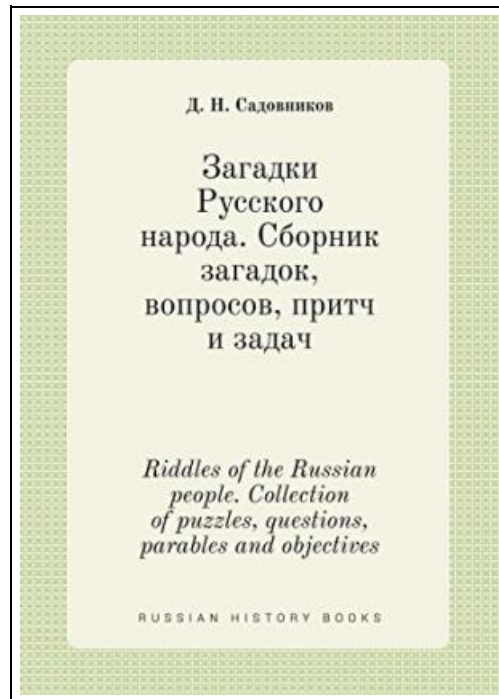 Д. Н. Садовников
Загадки
Русского
народа. Сборник
загадок,
вопросов, притч
и задач
Riddles of the Russian
people. Collection
of puzzles, questions,
parables and objectives
RUSSIAN HISTORY BOOKS